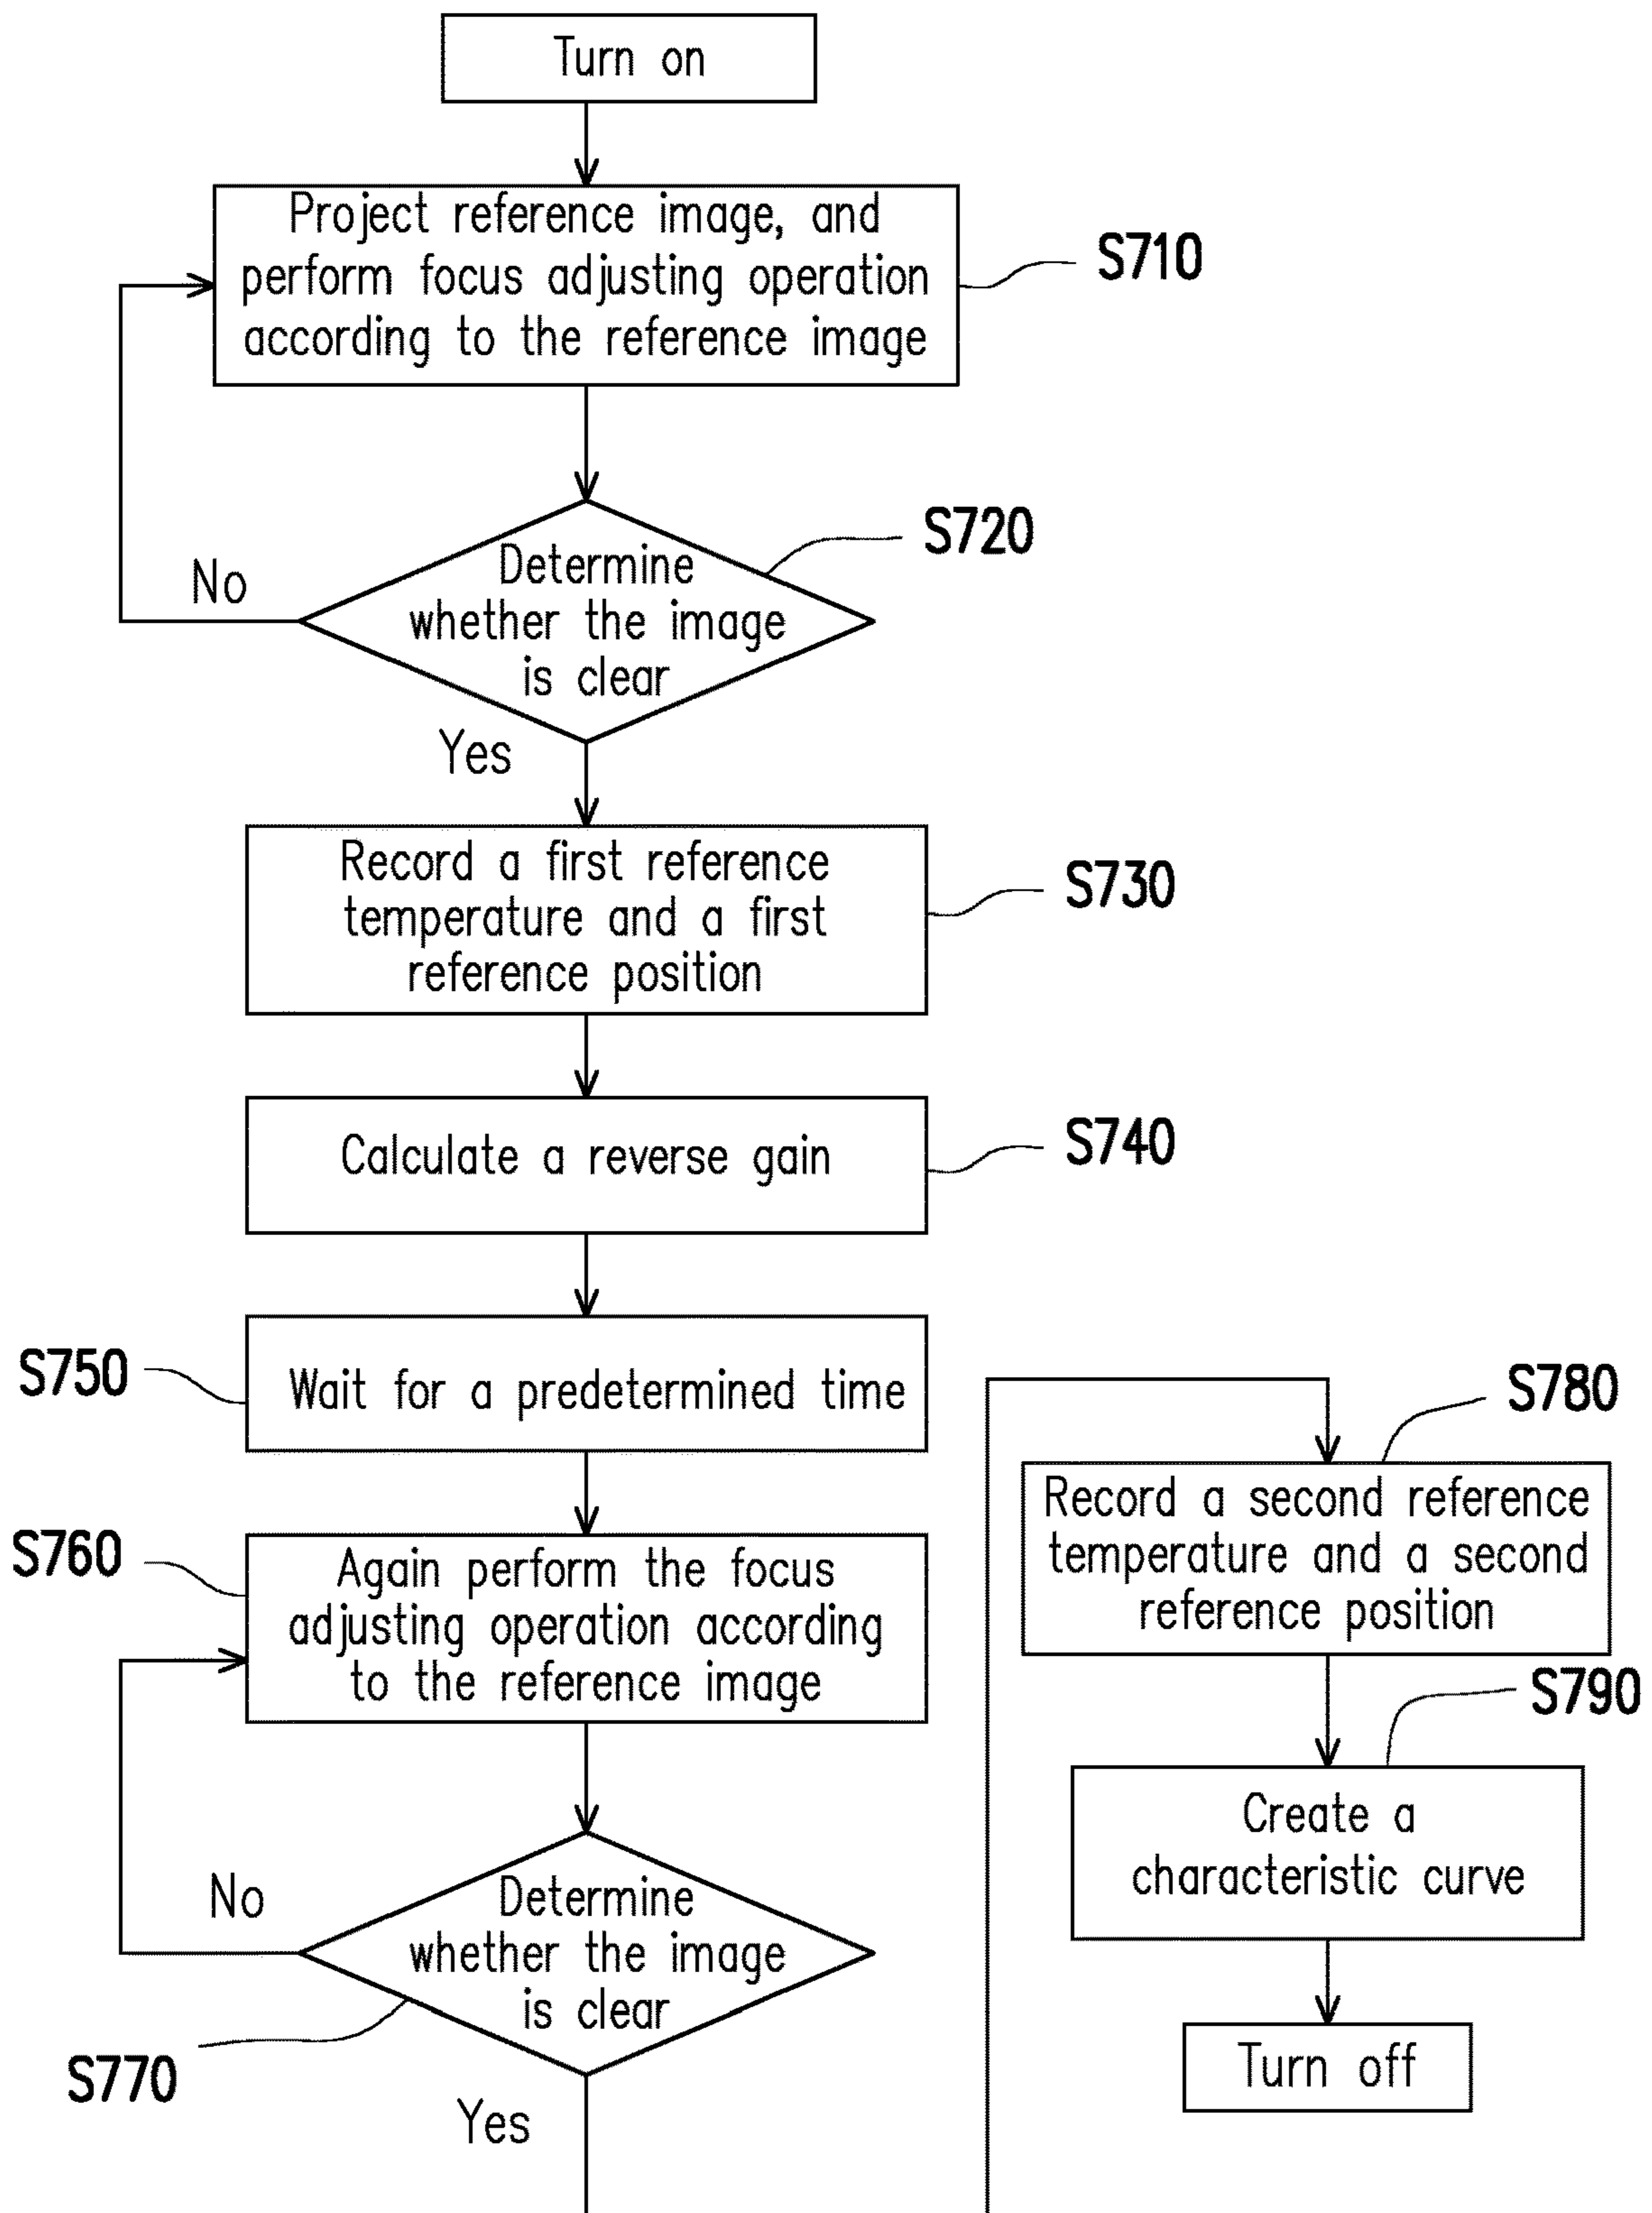 Turn on
Project reference image, and
perform focus adjusting operation
according to the reference image
S710
Determine
whether the image
is clear
S720
No
Yes
Record a first reference
temperature and a first
reference position
S730
Calculate a reverse gain
S740
Wait for a predetermined time
S750
Again perform the focus
adjusting operation according
to the reference image
S760
Determine
whether the image
is clear
S770
No
Yes
Record a second reference
temperature and a second
reference position
S780
Create a
characteristic curve
S790
Turn off